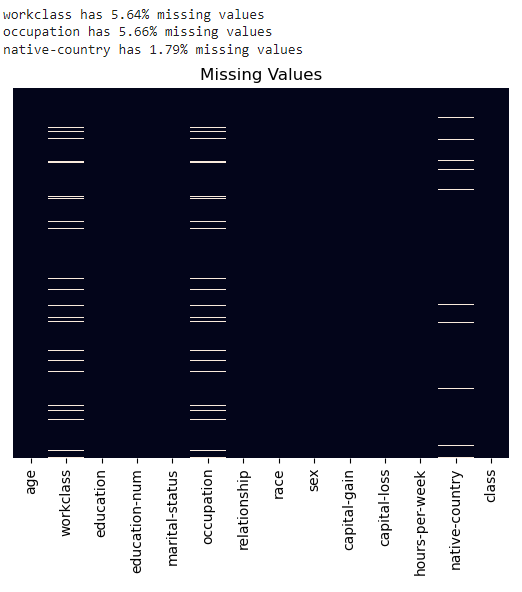 workclass has 5.64% missing values
occupation has 5.66% missing values
native-country has 1.79% missing values
Missing Values
age
workclass
education
education-num
marital-status
occupation
relationship
race
sex
capital-gain
capital-loss
hours-per-week
native-country
class